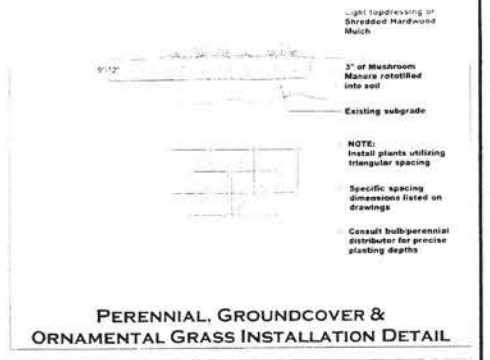 Light topdressing of
Shredded Hardwood
Mulch
9"-12"
3" of Mushroom
Manure rototilled
into soil
Existing subgrade
NOTE:
Install plants utilizing
triangular spacing
Specific spacing
dimensions listed on
drawings
Consult bulb/perennial
distributor for precise
planting depths
PERENNIAL, GROUNDCOVER &
ORNAMENTAL GRASS INSTALLATION DETAIL